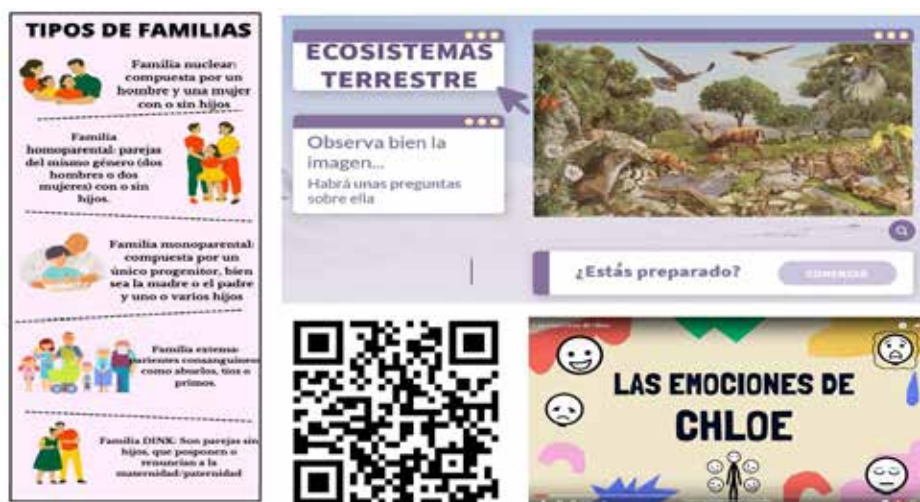 TIPOS DE FAMILIAS
Familia nuclear:
compuesta por un
hombre y una mujer
con o sin hijos
Familia
homoparental: parejas
del mismo género (dos
hombres o dos
mujeres) con o sin
hijos.
Familia monoparental:
compuesta por un
único progenitor, bien
sea la madre o el padre
y uno o varios hijos
Familia extensa:
parientes consanguíneos
como abuelos, tíos o
primos.
Familia DINK: Son parejas sin
hijos, que posponen o
renuncian a la
maternidad/paternidad
ECOSISTEMAS
TERRESTRE
Observa bien la
imagen...
Habrá unas preguntas
sobre ella
¿Estás preparado?
COMENZAR
LAS EMOCIONES DE
CHLOE